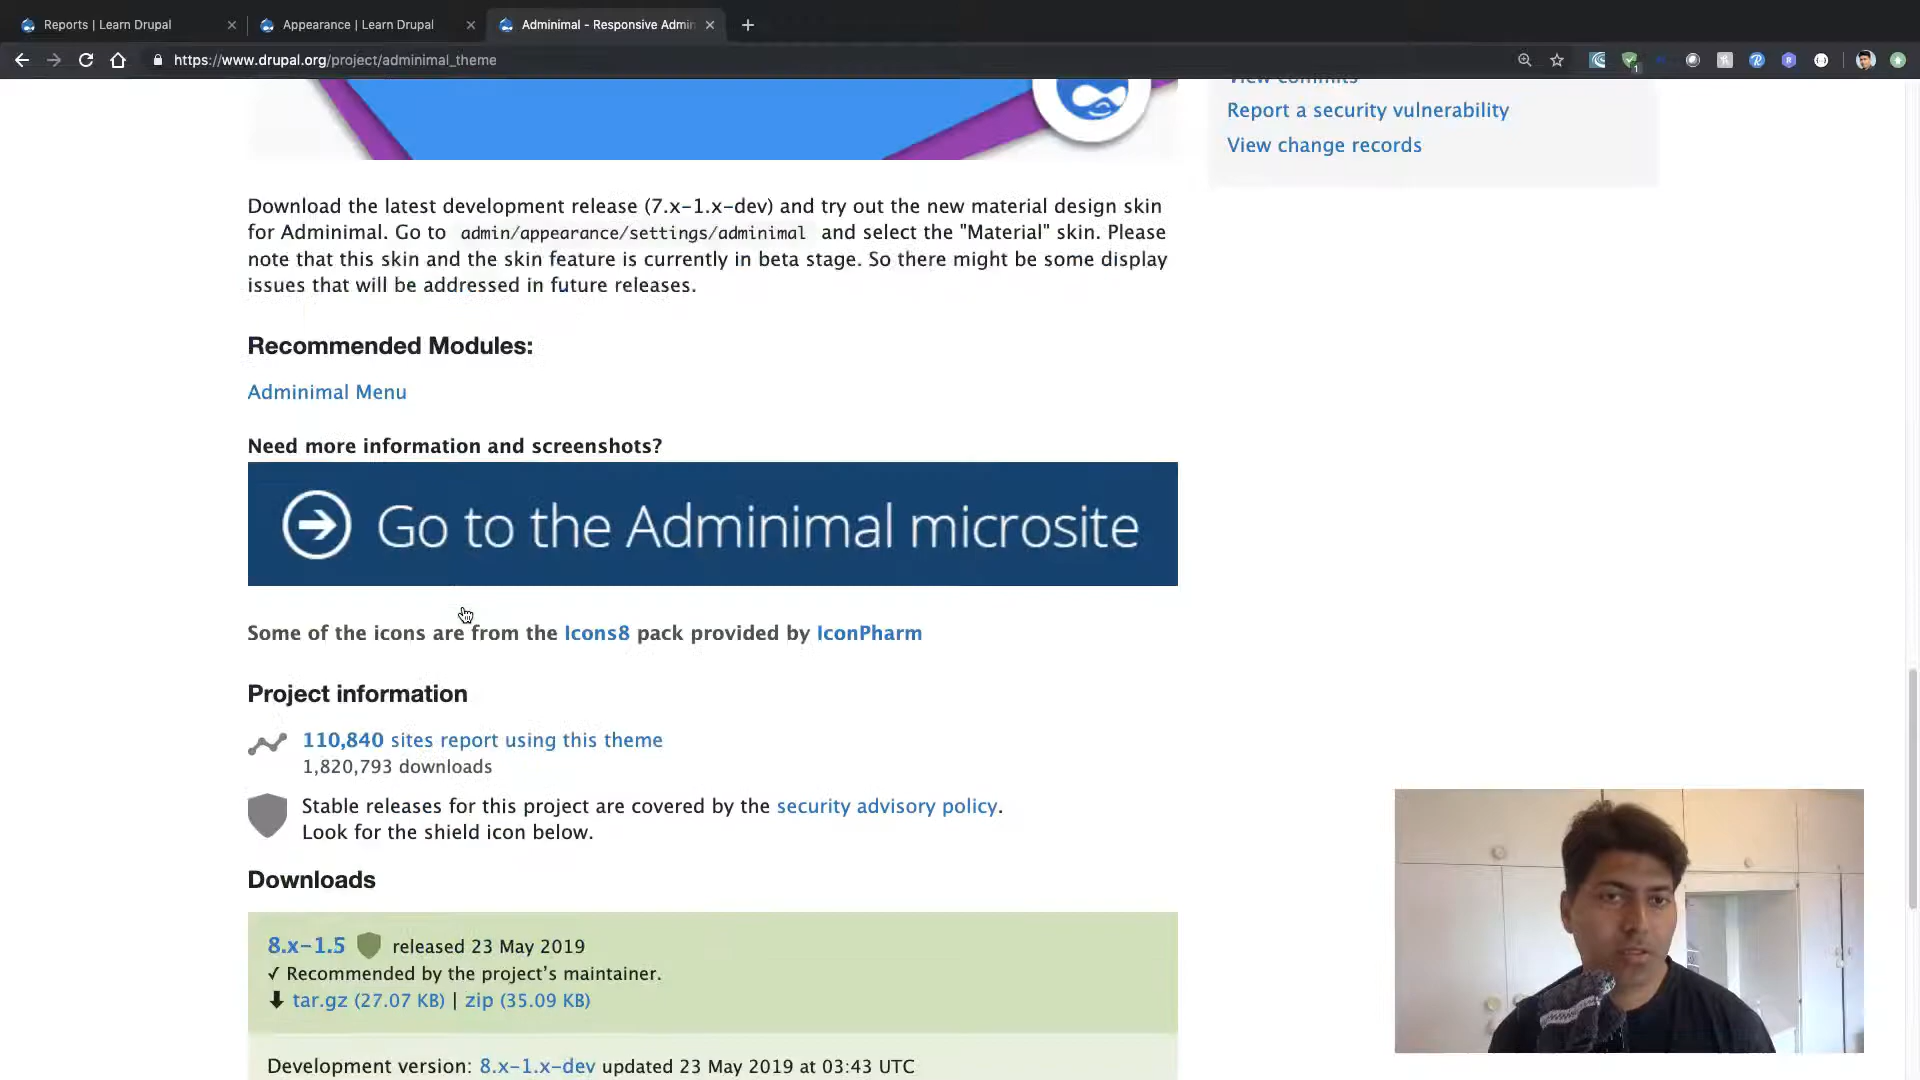 Reports | Learn Drupal
Appearance | Learn Drupal
Adminimal - Responsive Admin
https://www.drupal.org/project/adminimal_theme
1
View commits
Report a security vulnerability
View change records
Download the latest development release (7.x-1.x-dev) and try out the new material design skin
for Adminimal. Go to admin/appearance/settings/adminimal and select the "Material" skin. Please
note that this skin and the skin feature is currently in beta stage. So there might be some display
issues that will be addressed in future releases.
Recommended Modules:
Adminimal Menu
Need more information and screenshots?
Go to the Adminimal microsite
Some of the icons are from the Icons8 pack provided by IconPharm
Project information
110,840 sites report using this theme
1,820,793 downloads
Stable releases for this project are covered by the security advisory policy.
Look for the shield icon below.
Downloads
8.x-1.5 released 23 May 2019
✓ Recommended by the project's maintainer.
tar.gz (27.07 KB) | zip (35.09 KB)
Development version: 8.x-1.x-dev updated 23 May 2019 at 03:43 UTC